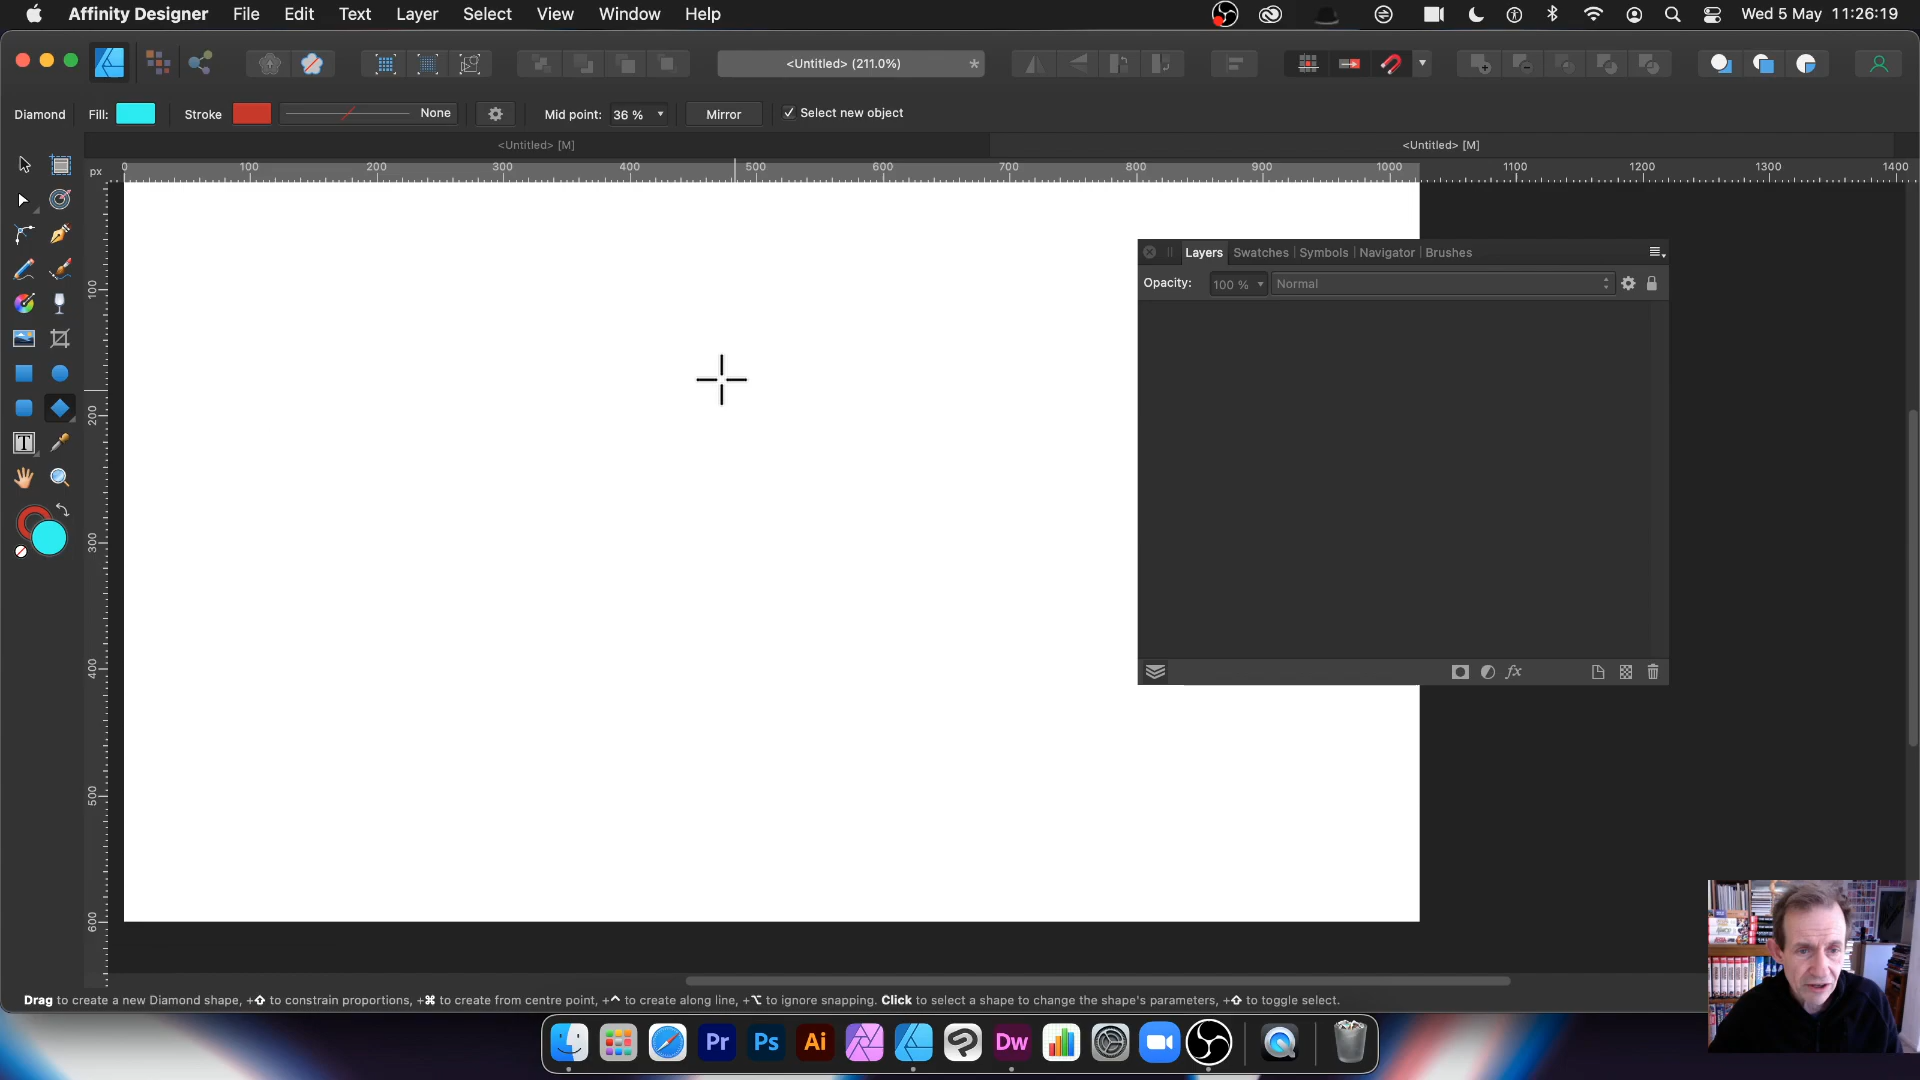 Affinity Designer File Edit Text Layer Select View Window Help Wed 5 May 11:26:19
<Untitled> (211.0%) *
Diamond Fill: Stroke None Mid point: 36 % Mirror Select new object
<Untitled> [M] <Untitled> [M]
px 0 100 200 300 400 500 600 700 800 900 1000 1100 1200 1300 1400
100
200
300
400
500
600
Layers Swatches Symbols Navigator Brushes
Opacity: 100 % Normal
fx
T
Drag to create a new Diamond shape, +⇧ to constrain proportions, +⌘ to create from centre point, +^ to create along line, +⌥ to ignore snapping. Click to select a shape to change the shape's parameters, +⇧ to toggle select.
Pr Ps Ai Dw